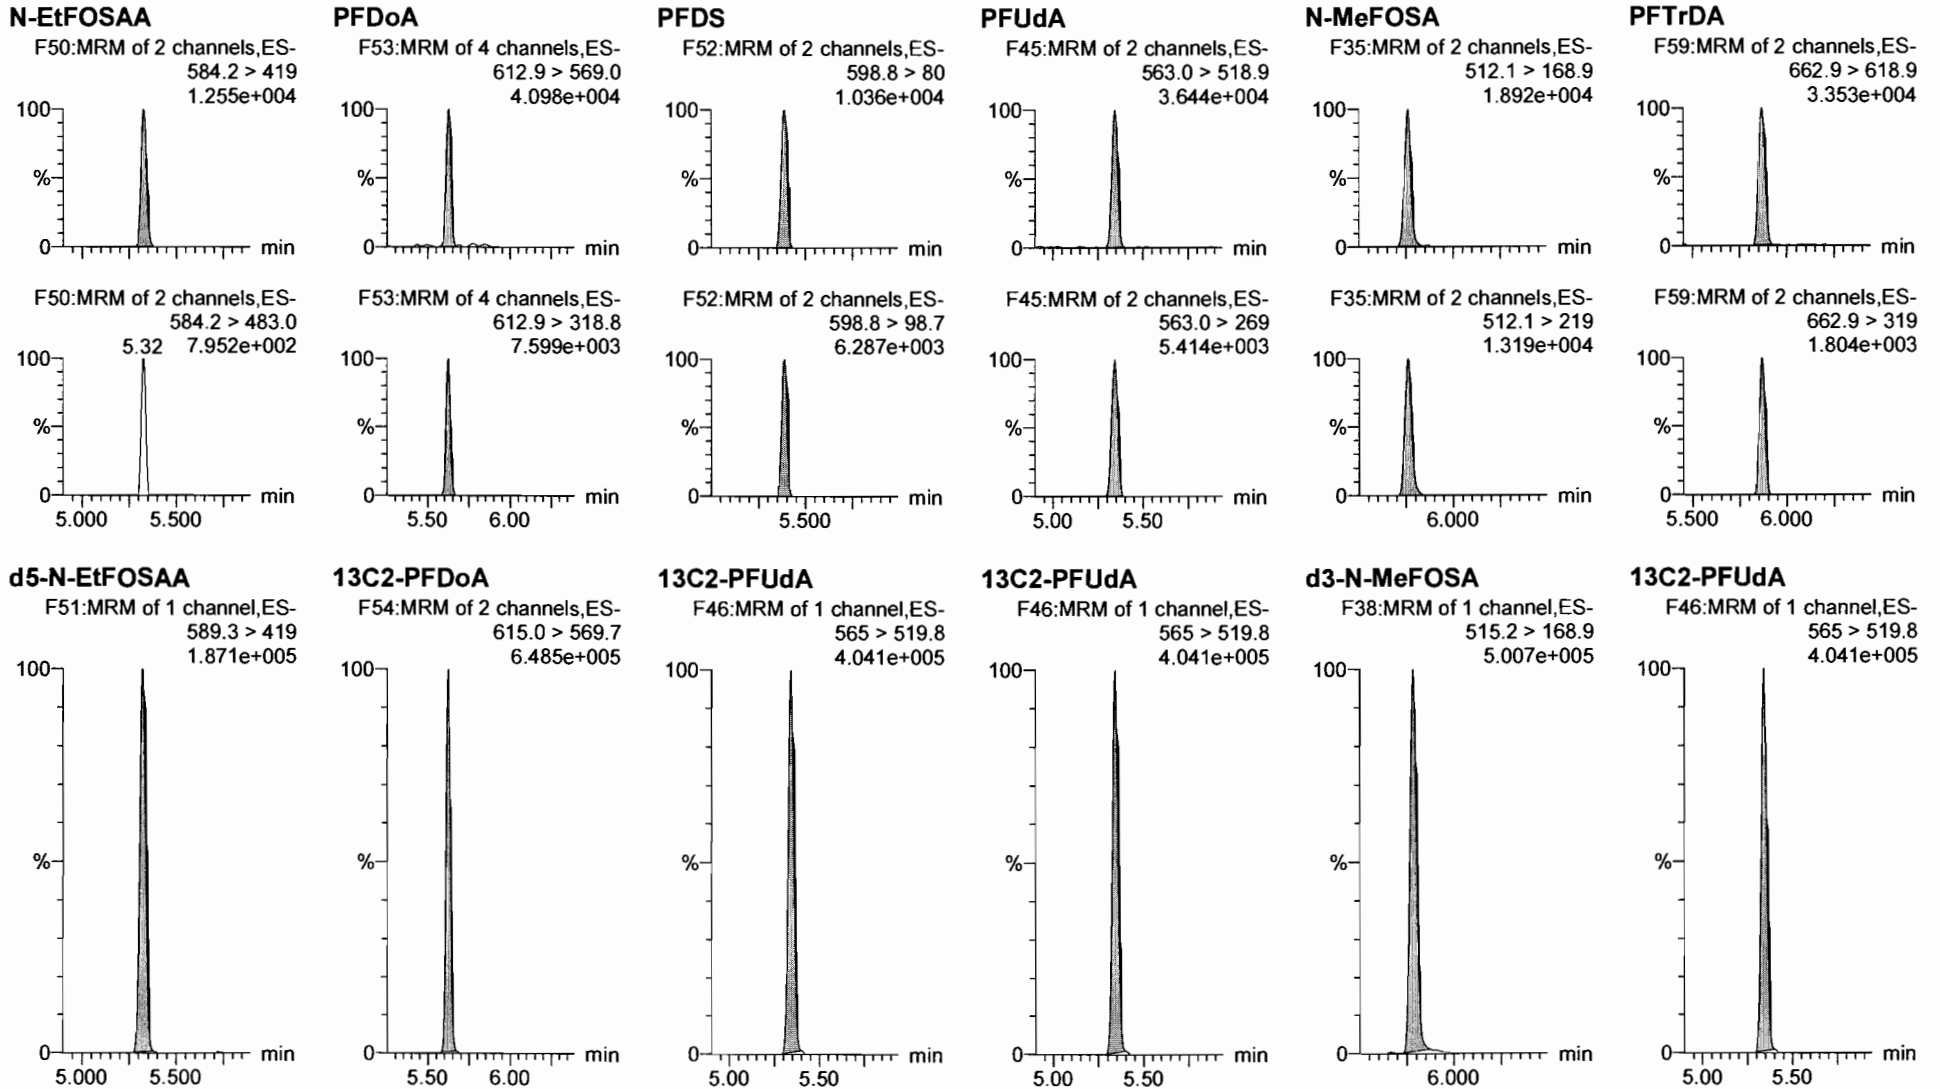 N-EtFOSAA
F50:MRM of 2 channels,ES-
584.2 > 419
1.255e+004
100
%
0
min
F50:MRM of 2 channels,ES-
584.2 > 483.0
5.32 7.952e+002
100
%
0
min
5.000 5.500
PFDoA
F53:MRM of 4 channels,ES-
612.9 > 569.0
4.098e+004
100
%
0
min
F53:MRM of 4 channels,ES-
612.9 > 318.8
7.599e+003
100
%
0
min
5.50 6.00
PFDS
F52:MRM of 2 channels,ES-
598.8 > 80
1.036e+004
100
%
0
min
F52:MRM of 2 channels,ES-
598.8 > 98.7
6.287e+003
100
%
0
min
5.500
PFUdA
F45:MRM of 2 channels,ES-
563.0 > 518.9
3.644e+004
100
%
0
min
F45:MRM of 2 channels,ES-
563.0 > 269
5.414e+003
100
%
0
min
5.00 5.50
N-MeFOSA
F35:MRM of 2 channels,ES-
512.1 > 168.9
1.892e+004
100
%
0
min
F35:MRM of 2 channels,ES-
512.1 > 219
1.319e+004
100
%
0
min
6.000
PFTrDA
F59:MRM of 2 channels,ES-
662.9 > 618.9
3.353e+004
100
%
0
min
F59:MRM of 2 channels,ES-
662.9 > 319
1.804e+003
100
%
0
min
5.500 6.000
d5-N-EtFOSAA
F51:MRM of 1 channel,ES-
589.3 > 419
1.871e+005
100
%
0
min
5.000 5.500
13C2-PFDoA
F54:MRM of 2 channels,ES-
615.0 > 569.7
6.485e+005
100
%
0
min
5.50 6.00
13C2-PFUdA
F46:MRM of 1 channel,ES-
565 > 519.8
4.041e+005
100
%
0
min
5.00 5.50
13C2-PFUdA
F46:MRM of 1 channel,ES-
565 > 519.8
4.041e+005
100
%
0
min
5.00 5.50
d3-N-MeFOSA
F38:MRM of 1 channel,ES-
515.2 > 168.9
5.007e+005
100
%
0
min
6.000
13C2-PFUdA
F46:MRM of 1 channel,ES-
565 > 519.8
4.041e+005
100
%
0
min
5.00 5.50